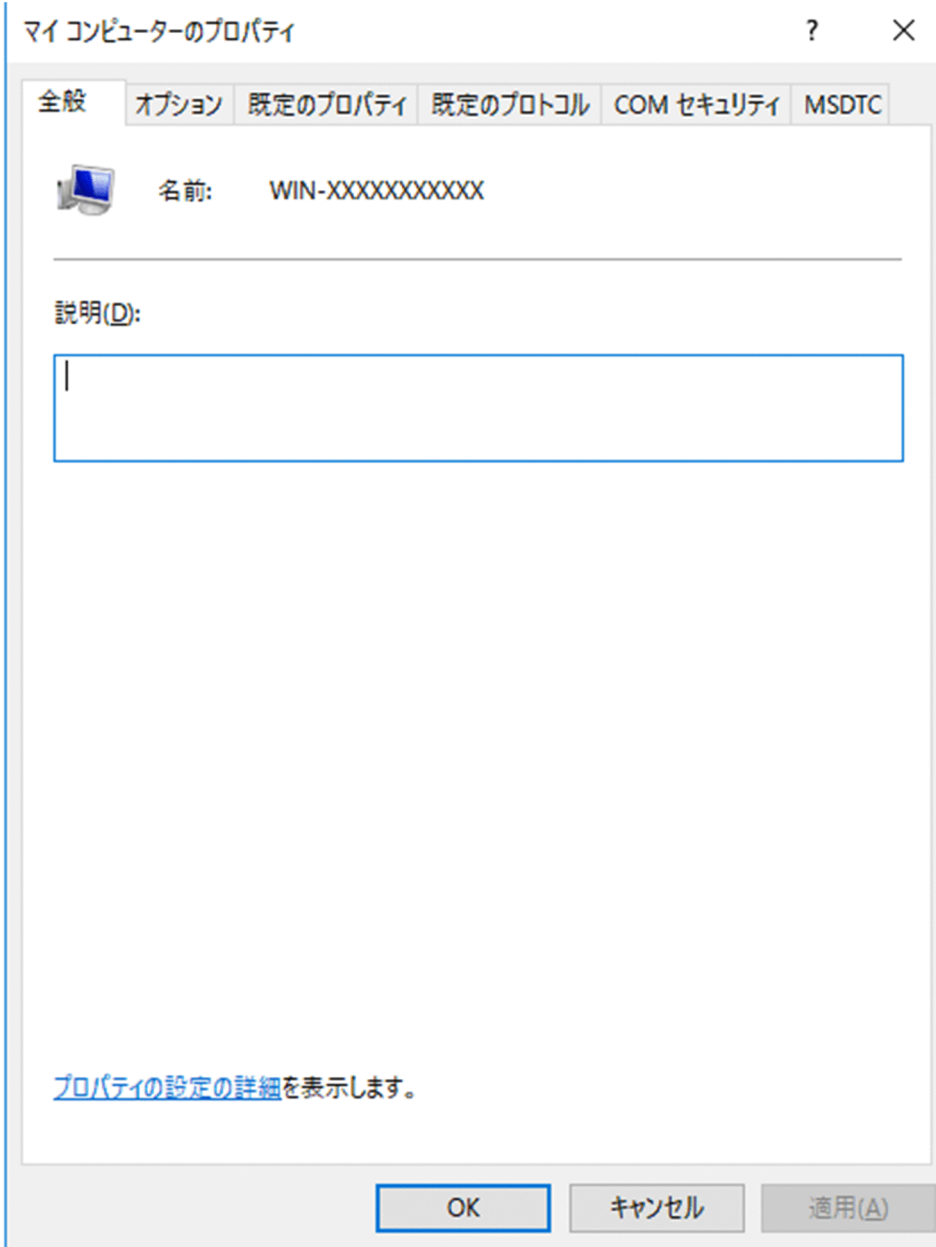 マイ コンピューターのプロパティ ? ×
全般 オプション 既定のプロパティ 既定のプロトコル COM セキュリティ MSDTC
名前: WIN-XXXXXXXXXXX
説明(D):
プロパティの設定の詳細を表示します。
OK キャンセル 適用(A)